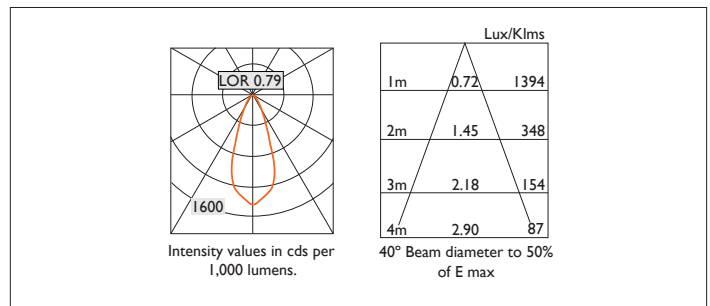 Lux/Klms
LOR 0.79
1m 0.72 1394
2m 1.45 348
3m 2.18 154
1600
4m 2.90 87
Intensity values in cds per
1,000 lumens.
40º Beam diameter to 50%
of E max